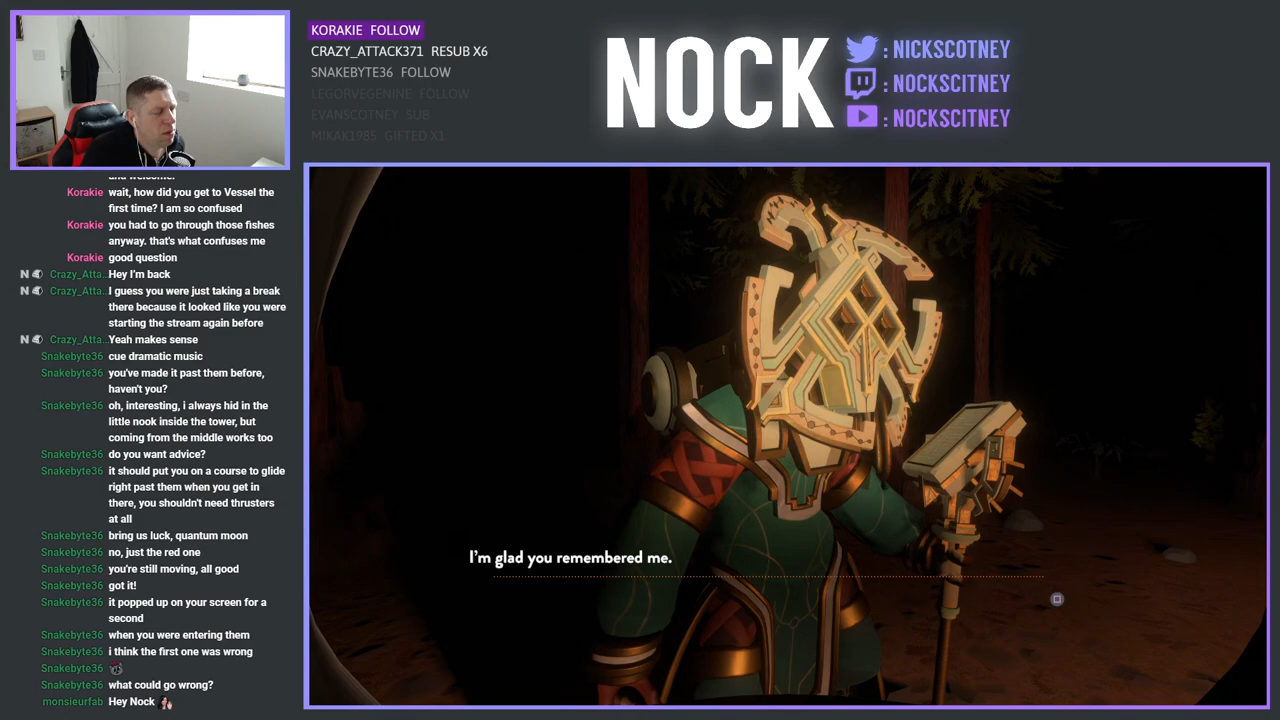 KORAKIE FOLLOW
CRAZY_ATTACK371 RESUB X6
SNAKEBYTE36 FOLLOW
LEGORVEGENINE FOLLOW
EVANSCOTNEY SUB
MIKAK1985 GIFTED X1
NOCK
: NICKSCOTNEY
: NOCKSCITNEY
: NOCKSCITNEY
and welcome!
Korakie wait, how did you get to Vessel the
first time? I am so confused
Korakie you had to go through those fishes
anyway. that's what confuses me
Korakie good question
N Crazy_Atta... Hey I'm back
N Crazy_Atta... I guess you were just taking a break
there because it looked like you were
starting the stream again before
N Crazy_Atta... Yeah makes sense
Snakebyte36 cue dramatic music
Snakebyte36 you've made it past them before,
haven't you?
Snakebyte36 oh, interesting, i always hid in the
little nook inside the tower, but
coming from the middle works too
Snakebyte36 do you want advice?
Snakebyte36 it should put you on a course to glide
right past them when you get in
there, you shouldn't need thrusters
at all
Snakebyte36 bring us luck, quantum moon
Snakebyte36 no, just the red one
Snakebyte36 you're still moving, all good
Snakebyte36 got it!
Snakebyte36 it popped up on your screen for a
second
Snakebyte36 when you were entering them
Snakebyte36 i think the first one was wrong
Snakebyte36
Snakebyte36 what could go wrong?
monsieurfab Hey Nock
I'm glad you remembered me.